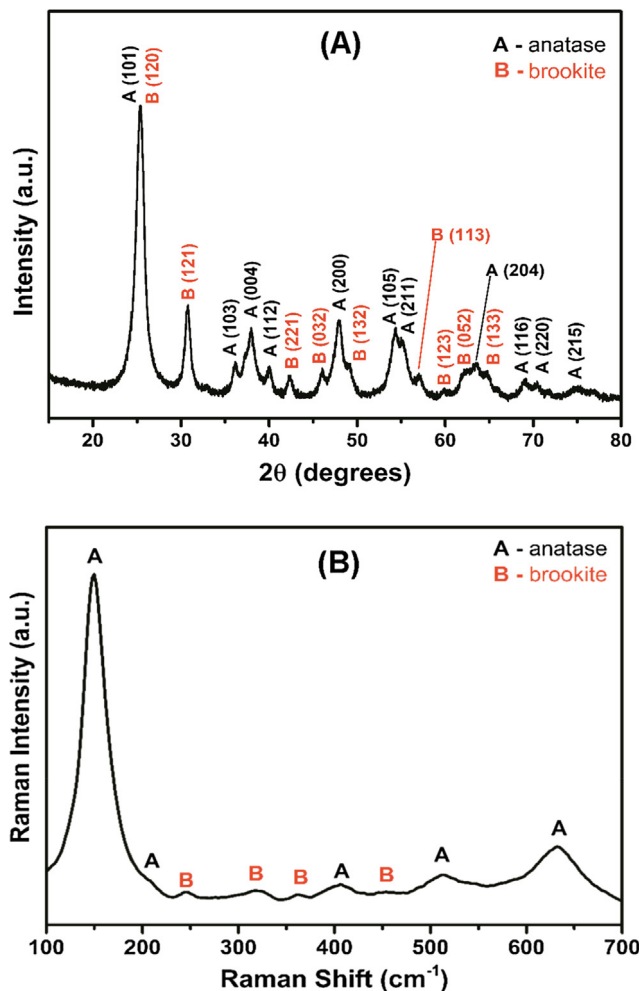 (A)
A - anatase
B - brookite
A (101)
B (120)
B (121)
A (103)
A (004)
A (112)
B (221)
B (032)
A (200)
B (132)
A (105)
A (211)
B (113)
B (123)
B (052)
A (204)
B (133)
A (116)
A (220)
A (215)
Intensity (a.u.)
20 30 40 50 60 70 80
2θ (degrees)
(B)
A - anatase
B - brookite
A
A
B
B
B
A
B
A
A
Raman Intensity (a.u.)
100 200 300 400 500 600 700
Raman Shift (cm⁻¹)